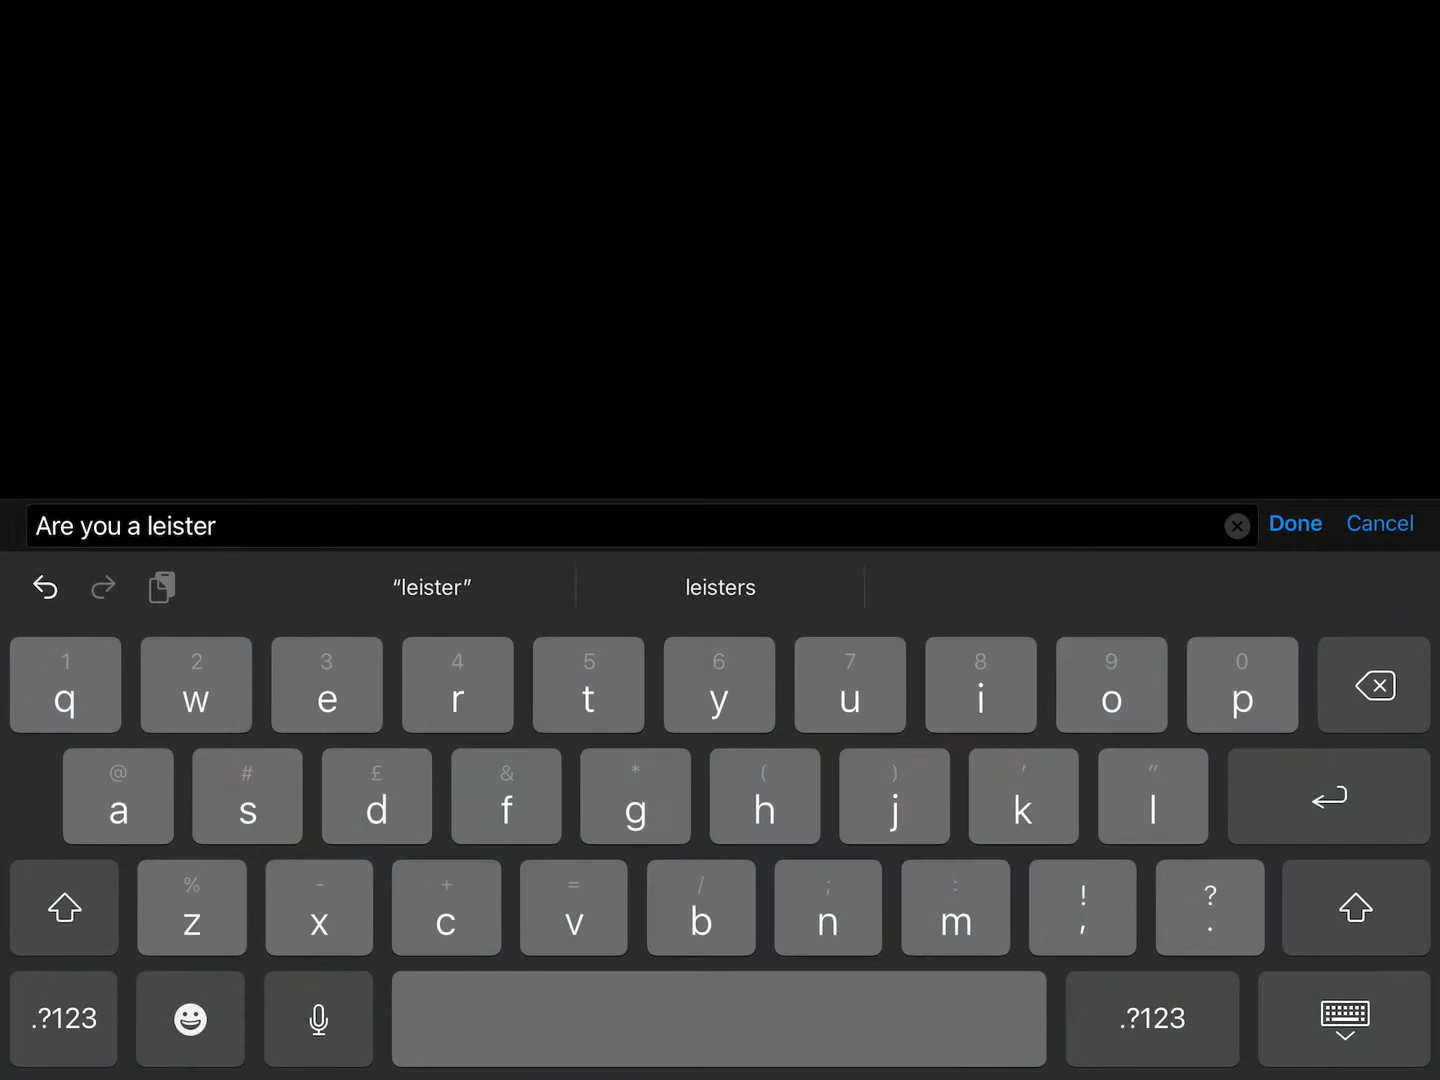 Are you a leister
Done Cancel
“leister” leisters
1 2 3 4 5 6 7 8 9 0
q w e r t y u i o p
@ # £ & * ( ) ' "
a s d f g h j k l
% - + = / ; : ! ?
z x c v b n m , .
.?123 .?123